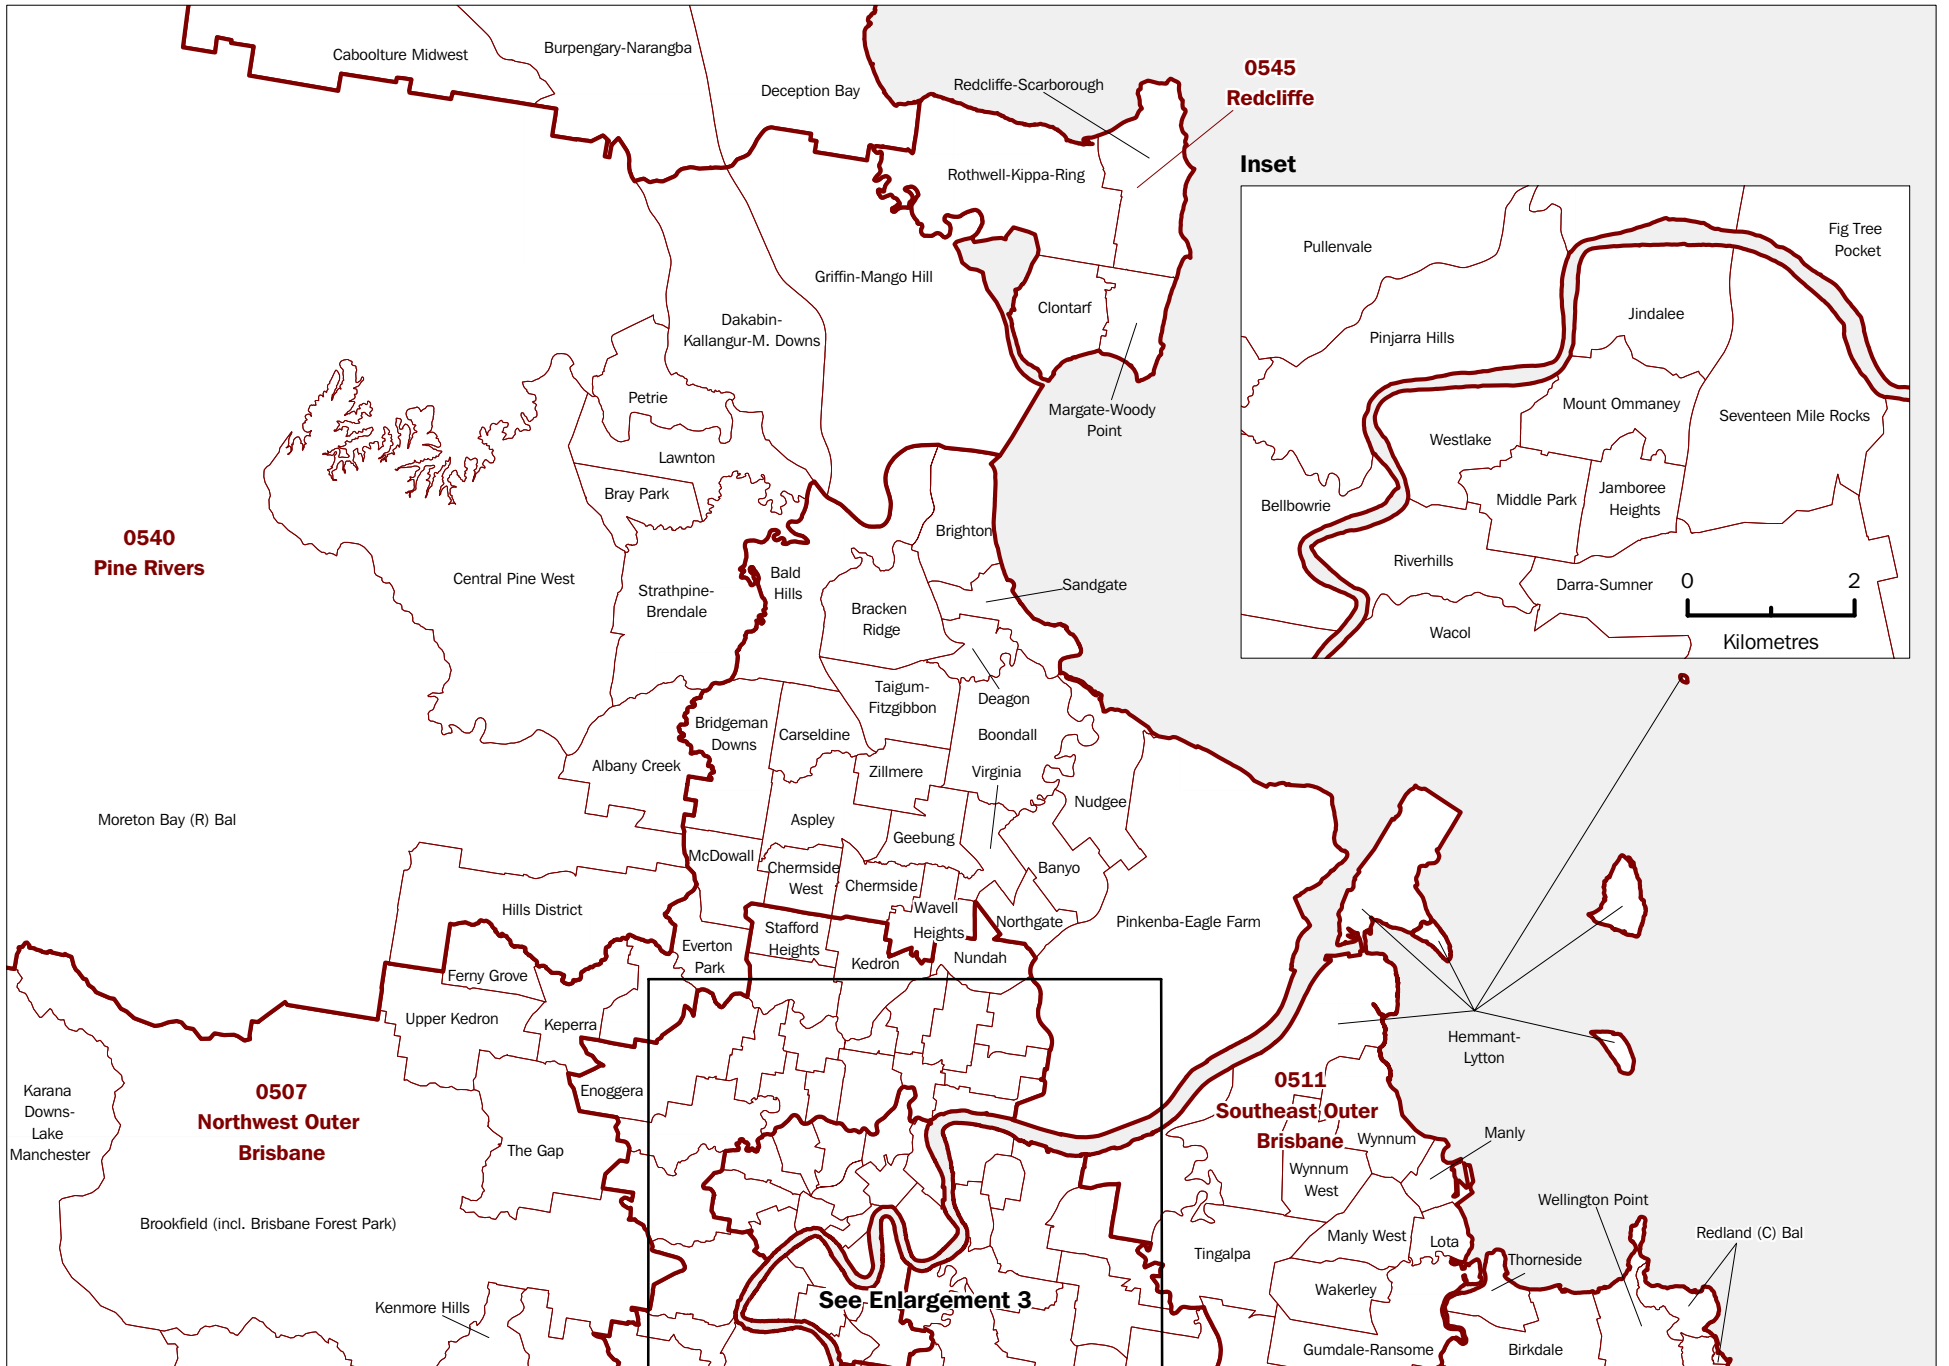 Caboolture Midwest
Burpengary-Narangba
Deception Bay
Redcliffe-Scarborough
0545
Redcliffe
Rothwell-Kippa-Ring
Griffin-Mango Hill
Clontarf
Dakabin-
Kallangur-M. Downs
Petrie
Margate-Woody
Point
Lawnton
Bray Park
0540
Pine Rivers
Central Pine West
Strathpine-
Brendale
Bald
Hills
Brighton
Sandgate
Bracken
Ridge
Taigum-
Fitzgibbon
Deagon
Bridgeman
Downs
Carseldine
Boondall
Albany Creek
Zillmere
Virginia
Nudgee
Moreton Bay (R) Bal
Aspley
Geebung
McDowall
Chermside
West
Chermside
Banyo
Hills District
Wavell
Heights
Northgate
Pinkenba-Eagle Farm
Stafford
Heights
Everton
Park
Kedron
Nundah
Ferny Grove
Upper Kedron
Keperra
Enoggera
Karana
Downs-
Lake
Manchester
0507
Northwest Outer
Brisbane
The Gap
Brookfield (incl. Brisbane Forest Park)
Kenmore Hills
See Enlargement 3
Hemmant-
Lytton
0511
Southeast Outer
Brisbane
Wynnum
Manly
Wynnum
West
Tingalpa
Manly West
Lota
Wellington Point
Redland (C) Bal
Thorneside
Wakerley
Gumdale-Ransome
Birkdale
Inset
Pullenvale
Fig Tree
Pocket
Pinjarra Hills
Jindalee
Mount Ommaney
Seventeen Mile Rocks
Westlake
Middle Park
Jamboree
Heights
Bellbowrie
Riverhills
Darra-Sumner
Wacol
0 2
Kilometres